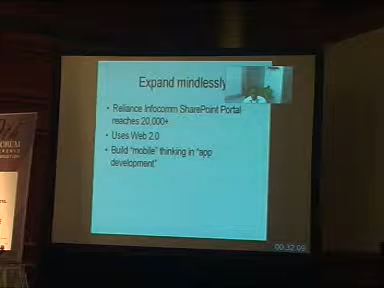 Expand mindlessly
• Reliance Infocomm SharePoint Portal
reaches 20,000+
• Uses Web 2.0
• Build "mobile" thinking in "app
development"
ORUM
00:32:09